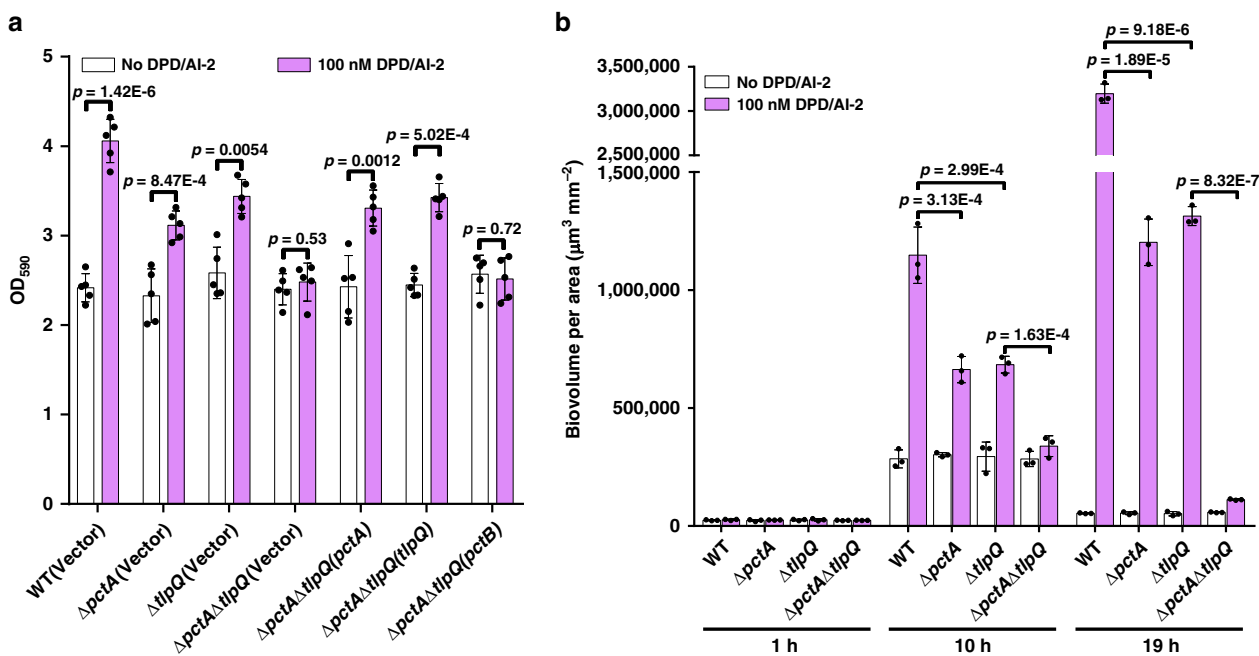 a
No DPD/AI-2
100 nM DPD/AI-2
p = 1.42E-6
p = 8.47E-4
p = 0.0054
p = 0.53
p = 0.0012
p = 5.02E-4
p = 0.72
OD590
5
4
3
2
1
0
WT(Vector)
ΔpctA(Vector)
ΔtlpQ(Vector)
ΔpctAΔtlpQ(Vector)
ΔpctAΔtlpQ(pctA)
ΔpctAΔtlpQ(tlpQ)
ΔpctAΔtlpQ(pctB)
b
No DPD/AI-2
100 nM DPD/AI-2
p = 9.18E-6
p = 1.89E-5
p = 2.99E-4
p = 3.13E-4
p = 8.32E-7
p = 1.63E-4
Biovolume per area (μm³ mm⁻²)
3,500,000
3,000,000
2,500,000
1,500,000
1,000,000
500,000
0
WT
ΔpctA
ΔtlpQ
ΔpctAΔtlpQ
WT
ΔpctA
ΔtlpQ
ΔpctAΔtlpQ
WT
ΔpctA
ΔtlpQ
ΔpctAΔtlpQ
1 h
10 h
19 h